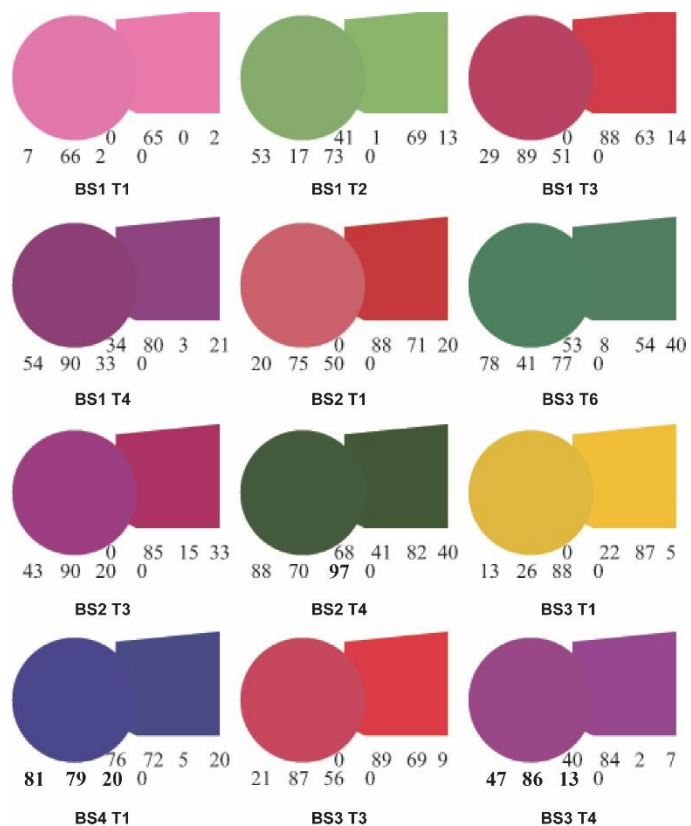 0 65 0 2
7 66 2 0
BS1 T1
41 1 69 13
53 17 73 0
BS1 T2
0 88 63 14
29 89 51 0
BS1 T3
34 80 3 21
54 90 33 0
BS1 T4
0 88 71 20
20 75 50 0
BS2 T1
53 8 54 40
78 41 77 0
BS3 T6
0 85 15 33
43 90 20 0
BS2 T3
68 41 82 40
88 70 97 0
BS2 T4
0 22 87 5
13 26 88 0
BS3 T1
76 72 5 20
81 79 20 0
BS4 T1
0 89 69 9
21 87 56 0
BS3 T3
40 84 2 7
47 86 13 0
BS3 T4